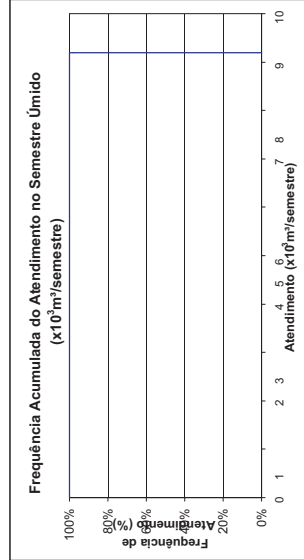 Frequência Acumulada do Atendimento no Semestre Úmido
(x10³m³/semestre)
Frequência de
Atendimento (%)
100%
80%
60%
40%
20%
0%
0 1 2 3 4 5 6 7 8 9 10
Atendimento (x10³m³/semestre)